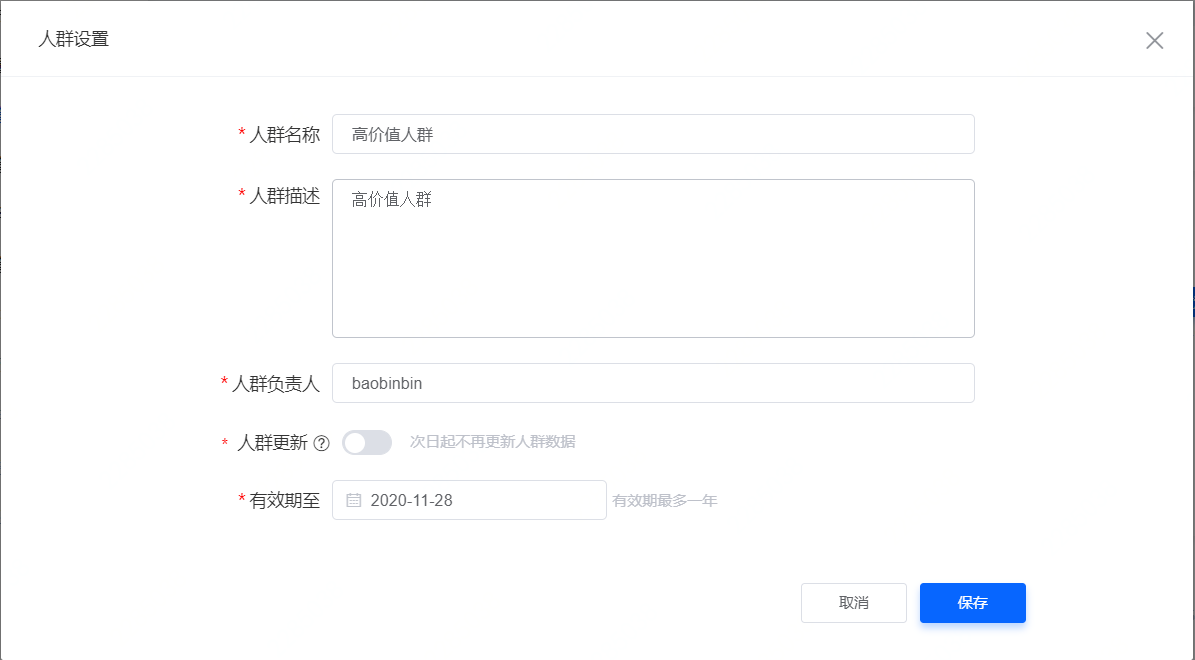 人群设置
* 人群名称 高价值人群
* 人群描述 高价值人群
* 人群负责人 baobinbin
* 人群更新 ? 次日起不再更新人群数据
* 有效期至 2020-11-28 有效期最多一年
取消 保存